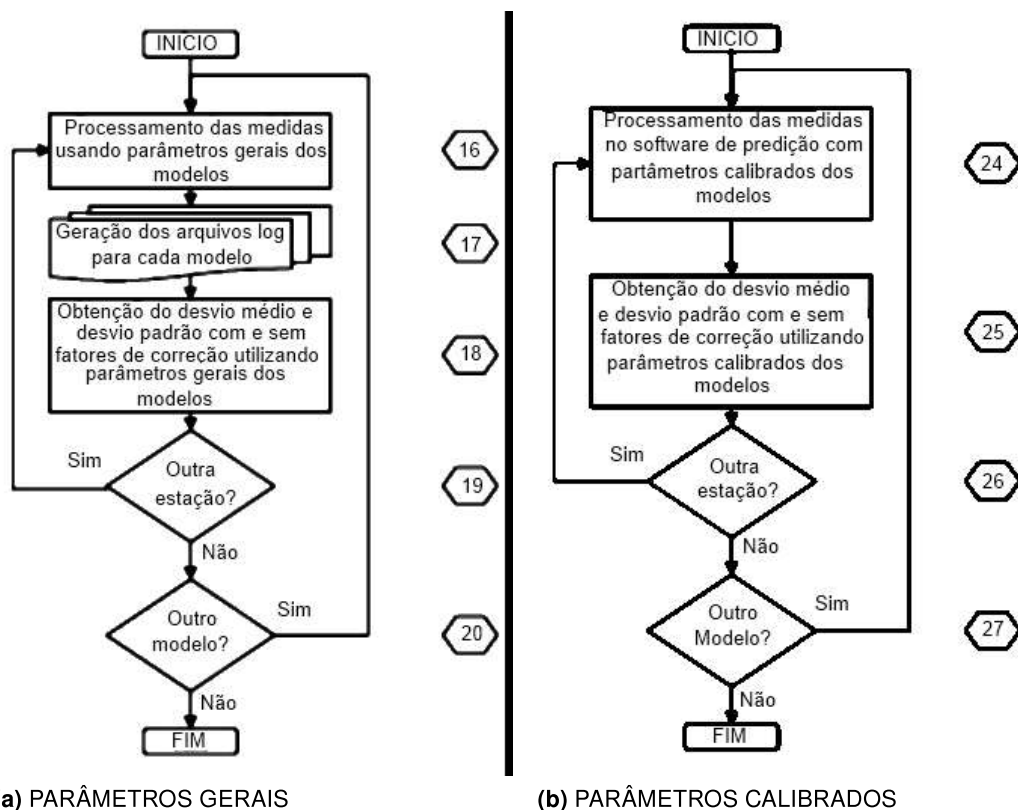 INICIO
Processamento das medidas
usando parâmetros gerais dos
modelos
16
Geração dos arquivos log
para cada modelo
17
Obtenção do desvio médio e
desvio padrão com e sem
fatores de correção utilizando
parâmetros gerais dos
modelos
18
Sim
Outra
estação?
19
Não
Outro
modelo?
Sim
20
Não
FIM
a) PARÂMETROS GERAIS
INICIO
Processamento das medidas
no software de predição com
partâmetros calibrados dos
modelos
24
Obtenção do desvio médio
e desvio padrão com e sem
fatores de correção utilizando
parâmetros calibrados dos
modelos
25
Sim
Outra
estação?
26
Não
Outro
Modelo?
Sim
27
Não
FIM
(b) PARÂMETROS CALIBRADOS